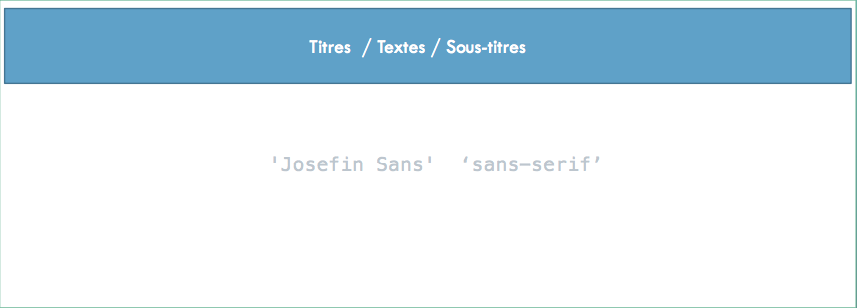 Titres / Textes / Sous-titres
'Josefin Sans' ‘sans-serif’